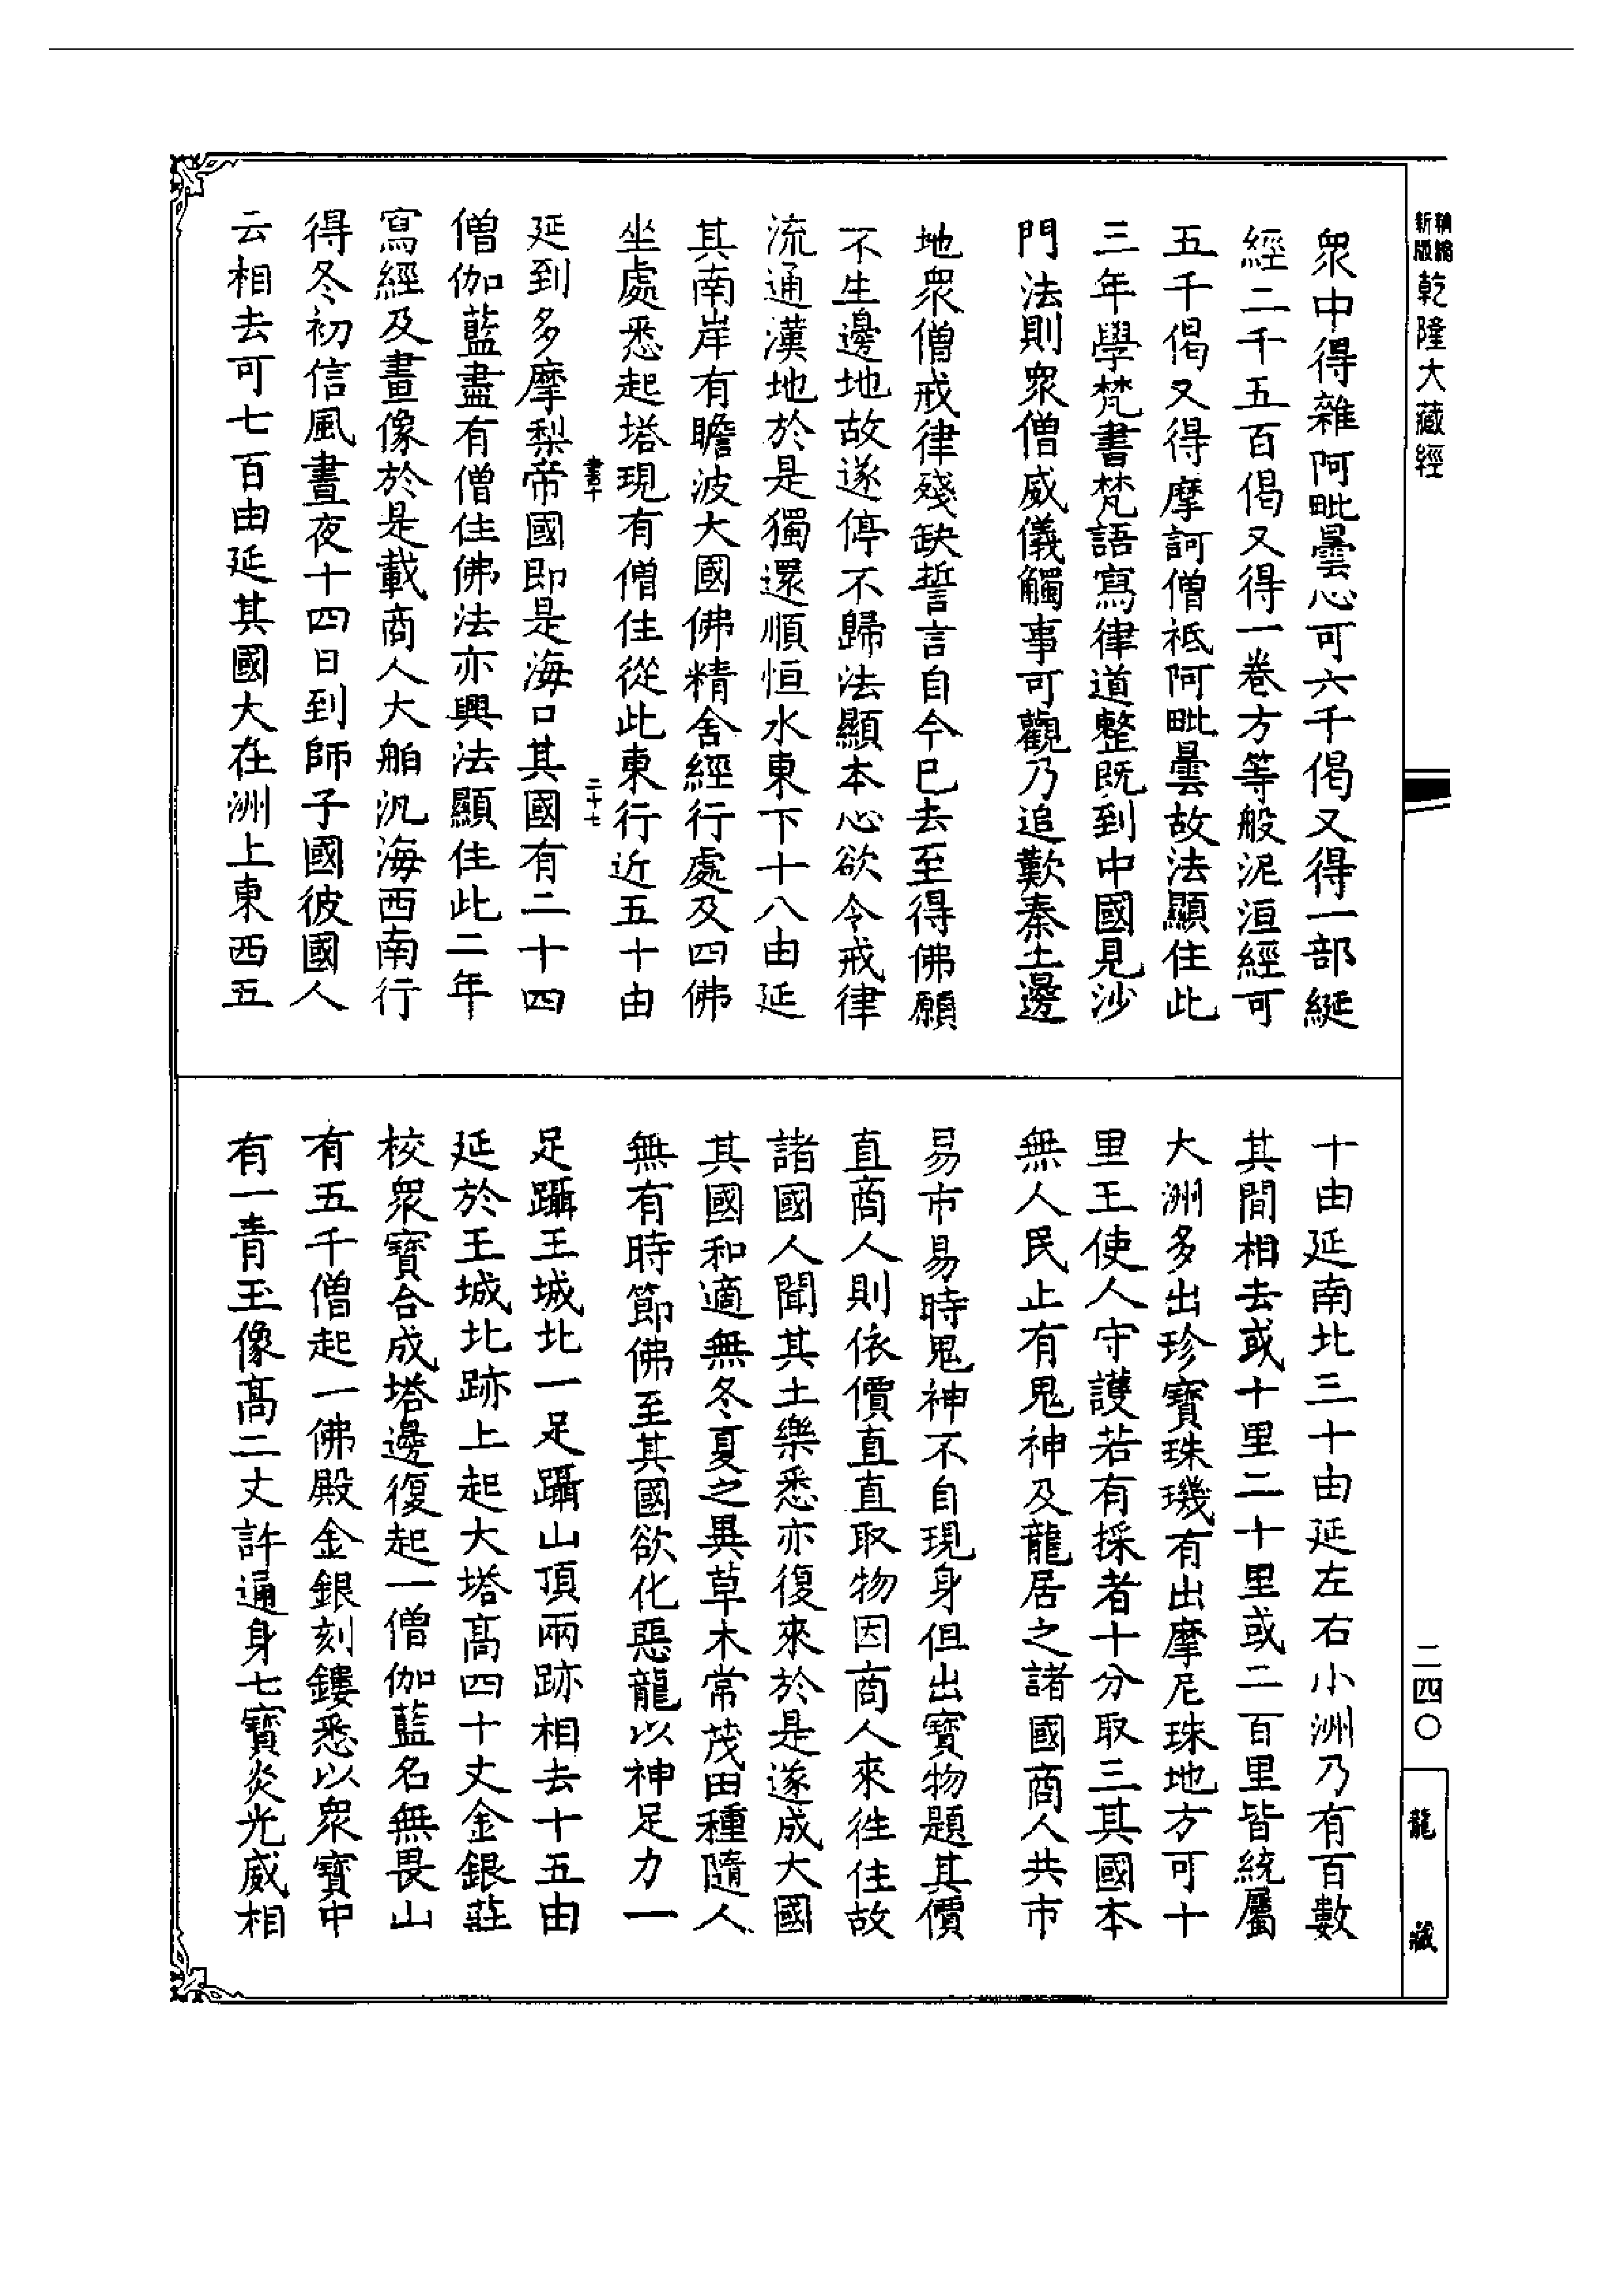 精編新版乾隆大藏經
眾中得雜阿毗曇心可六千偈又得一部綖
經二千五百偈又得一卷方等般泥洹經可
五千偈又得摩訶僧祇阿毗曇故法顯住此
三年學梵書梵語寫律道整既到中國見沙
門法則眾僧威儀觸事可觀乃追歎秦土邊
地眾僧戒律殘缺誓言自今已去至得佛願
不生邊地故遂停不歸法顯本心欲令戒律
流通漢地於是獨還順恒水東下十八由延
其南岸有瞻波大國佛精舍經行處及四佛
坐處悉起塔現有僧住從此東行近五十由
二十七
延到多摩梨帝國即是海口其國有二十四
僧伽藍盡有僧住佛法亦興法顯住此二年
寫經及畫像於是載商人大舶汎海西南行
得冬初信風晝夜十四日到師子國彼國人
云相去可七百由延其國大在洲上東西五
十由延南北三十由延左右小洲乃有百數
其間相去或十里二十里或二百里皆統屬
大洲多出珍寶珠璣有出摩尼珠地方可十
里王使人守護若有採者十分取三其國本
無人民止有鬼神及龍居之諸國商人共市
易市易時鬼神不自現身但出寶物題其價
直商人則依價直直取物因商人來往住故
諸國人聞其土樂悉亦復來於是遂成大國
其國和適無冬夏之異草木常茂田種隨人
無有時節佛至其國欲化惡龍以神足力一
足躡王城北一足躡山頂兩跡相去十五由
延於王城北跡上起大塔高四十丈金銀莊
校眾寶合成塔邊復起一僧伽藍名無畏山
有五千僧起一佛殿金銀刻鏤悉以眾寶中
有一青玉像高二丈許通身七寶炎光威相
二四〇
龍藏